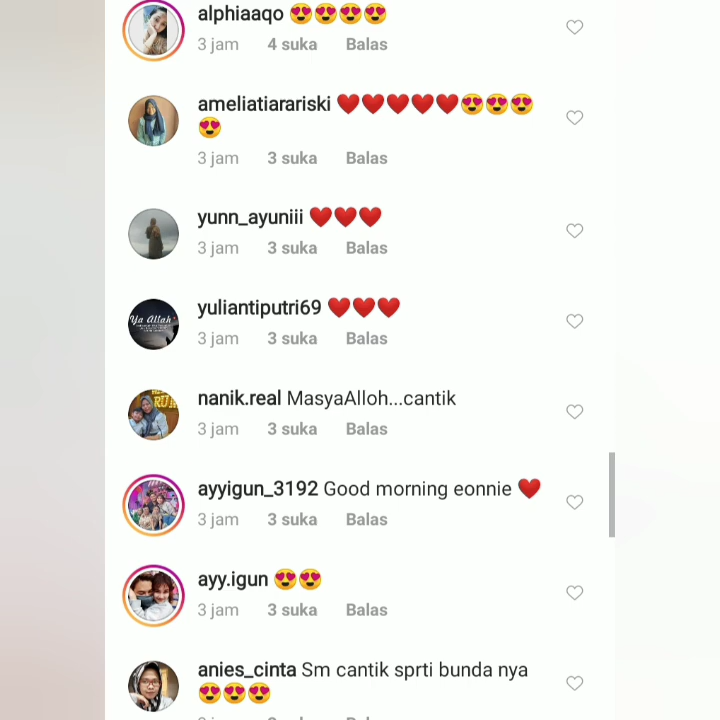 alphiaaqo 😍😍😍😍
3 jam 4 suka Balas
ameliatiarariski ❤️❤️❤️❤️❤️😍😍😍
😍
3 jam 3 suka Balas
yunn_ayuniii ❤️❤️❤️
3 jam 3 suka Balas
Ya Allah
yuliantiputri69 ❤️❤️❤️
3 jam 3 suka Balas
nanik.real MasyaAlloh...cantik
3 jam 3 suka Balas
ayyigun_3192 Good morning eonnie ❤️
3 jam 3 suka Balas
ayy.igun 😍😍
3 jam 3 suka Balas
anies_cinta Sm cantik sprti bunda nya
😍😍😍